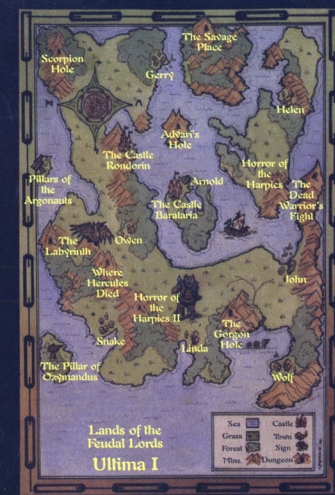 The Savage
Place
Scorpion
Hole
Gerry
Helen
Advari's
Hole
The Castle
Rondorin
Horror of
the
Harpies
Pillars of
the
Argonauts
Arnold
The
Dead
Warrior's
Fight
The Castle
Barataria
The
Labyrinth
Owen
Where
Hercules
Died
John
Horror of
the
Harpies II
The
Gorgon
Hole
Snake
Linda
The Pillar of
Ozymandus
Wolf
Lands of the
Feudal Lords
Ultima I
Sea
Castle
Grass
Town
Forest
Sign
Mtns.
Dungeon